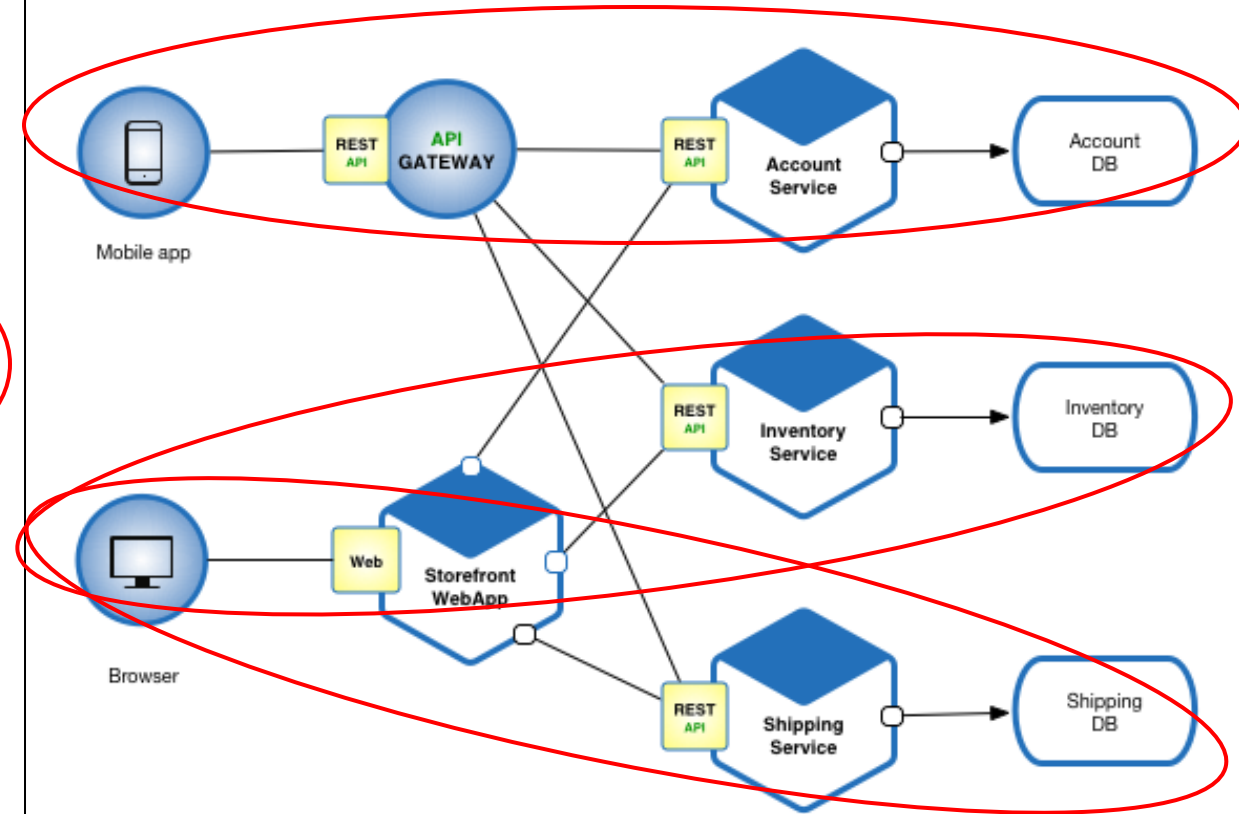 REST
API
API
GATEWAY
REST
API
Account
Service
Account
DB
Mobile app
REST
API
Inventory
Service
Inventory
DB
Web
Storefront
WebApp
Browser
REST
API
Shipping
Service
Shipping
DB